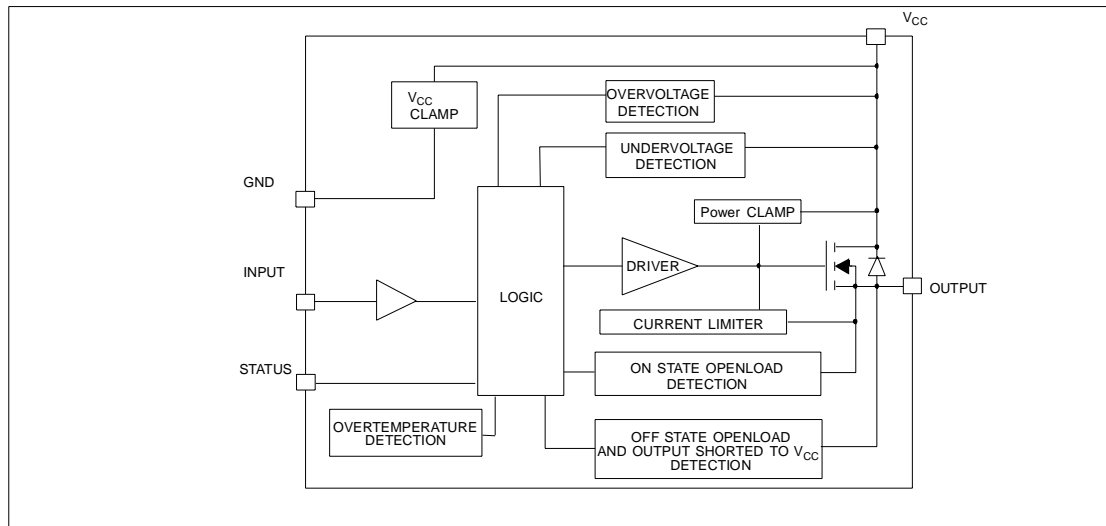 VCC
VCC
CLAMP
OVERVOLTAGE
DETECTION
UNDERVOLTAGE
DETECTION
GND
Power CLAMP
INPUT
DRIVER
OUTPUT
LOGIC
CURRENT LIMITER
STATUS
ON STATE OPENLOAD
DETECTION
OVERTEMPERATURE
DETECTION
OFF STATE OPENLOAD
AND OUTPUT SHORTED TO VCC
DETECTION